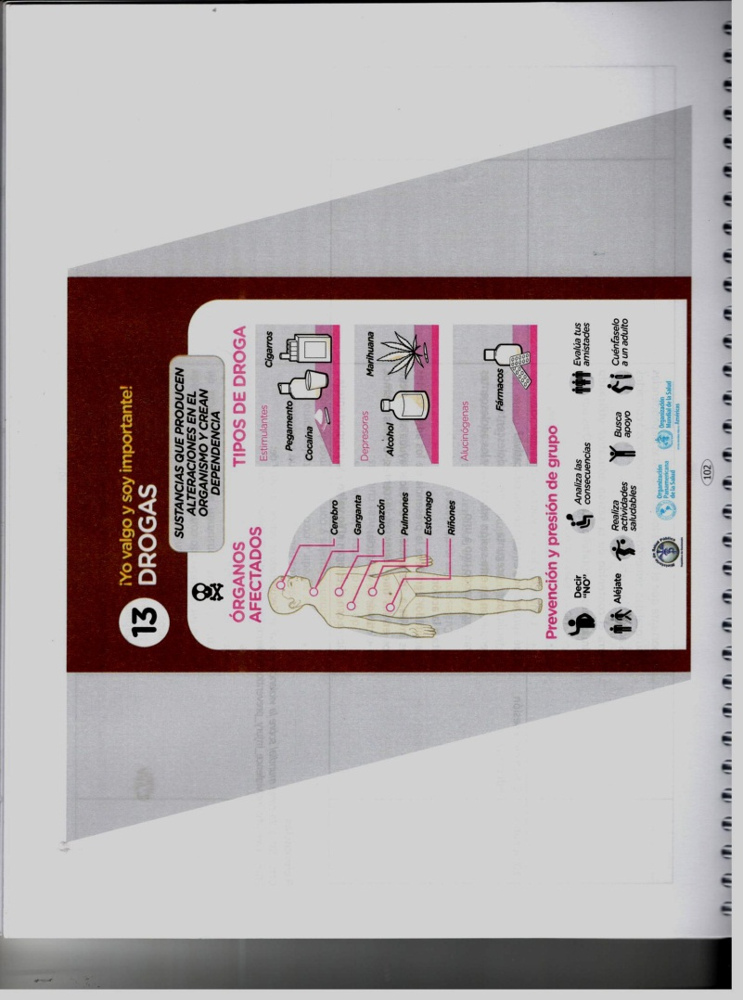 13
¡Yo valgo y soy importante!
DROGAS
SUSTANCIAS QUE PRODUCEN
ALTERACIONES EN EL
ORGANISMO Y CREAN
DEPENDENCIA
ÓRGANOS
AFECTADOS
Cerebro
Garganta
Corazón
Pulmones
Estómago
Riñones
TIPOS DE DROGA
Estimulantes
Cigarros
Pegamento
Cocaína
Depresoras
Marihuana
Alcohol
Alucinógenas
Fármacos
Prevención y presión de grupo
Decir
"NO"
Analiza las
consecuencias
Evalúa tus
amistades
Aléjate
Realiza
actividades
saludables
Busca
apoyo
Cuénfaselo
a un adulto
Organización
Panamericana
de la Salud
Organización
Mundial de la Salud
Américas
102